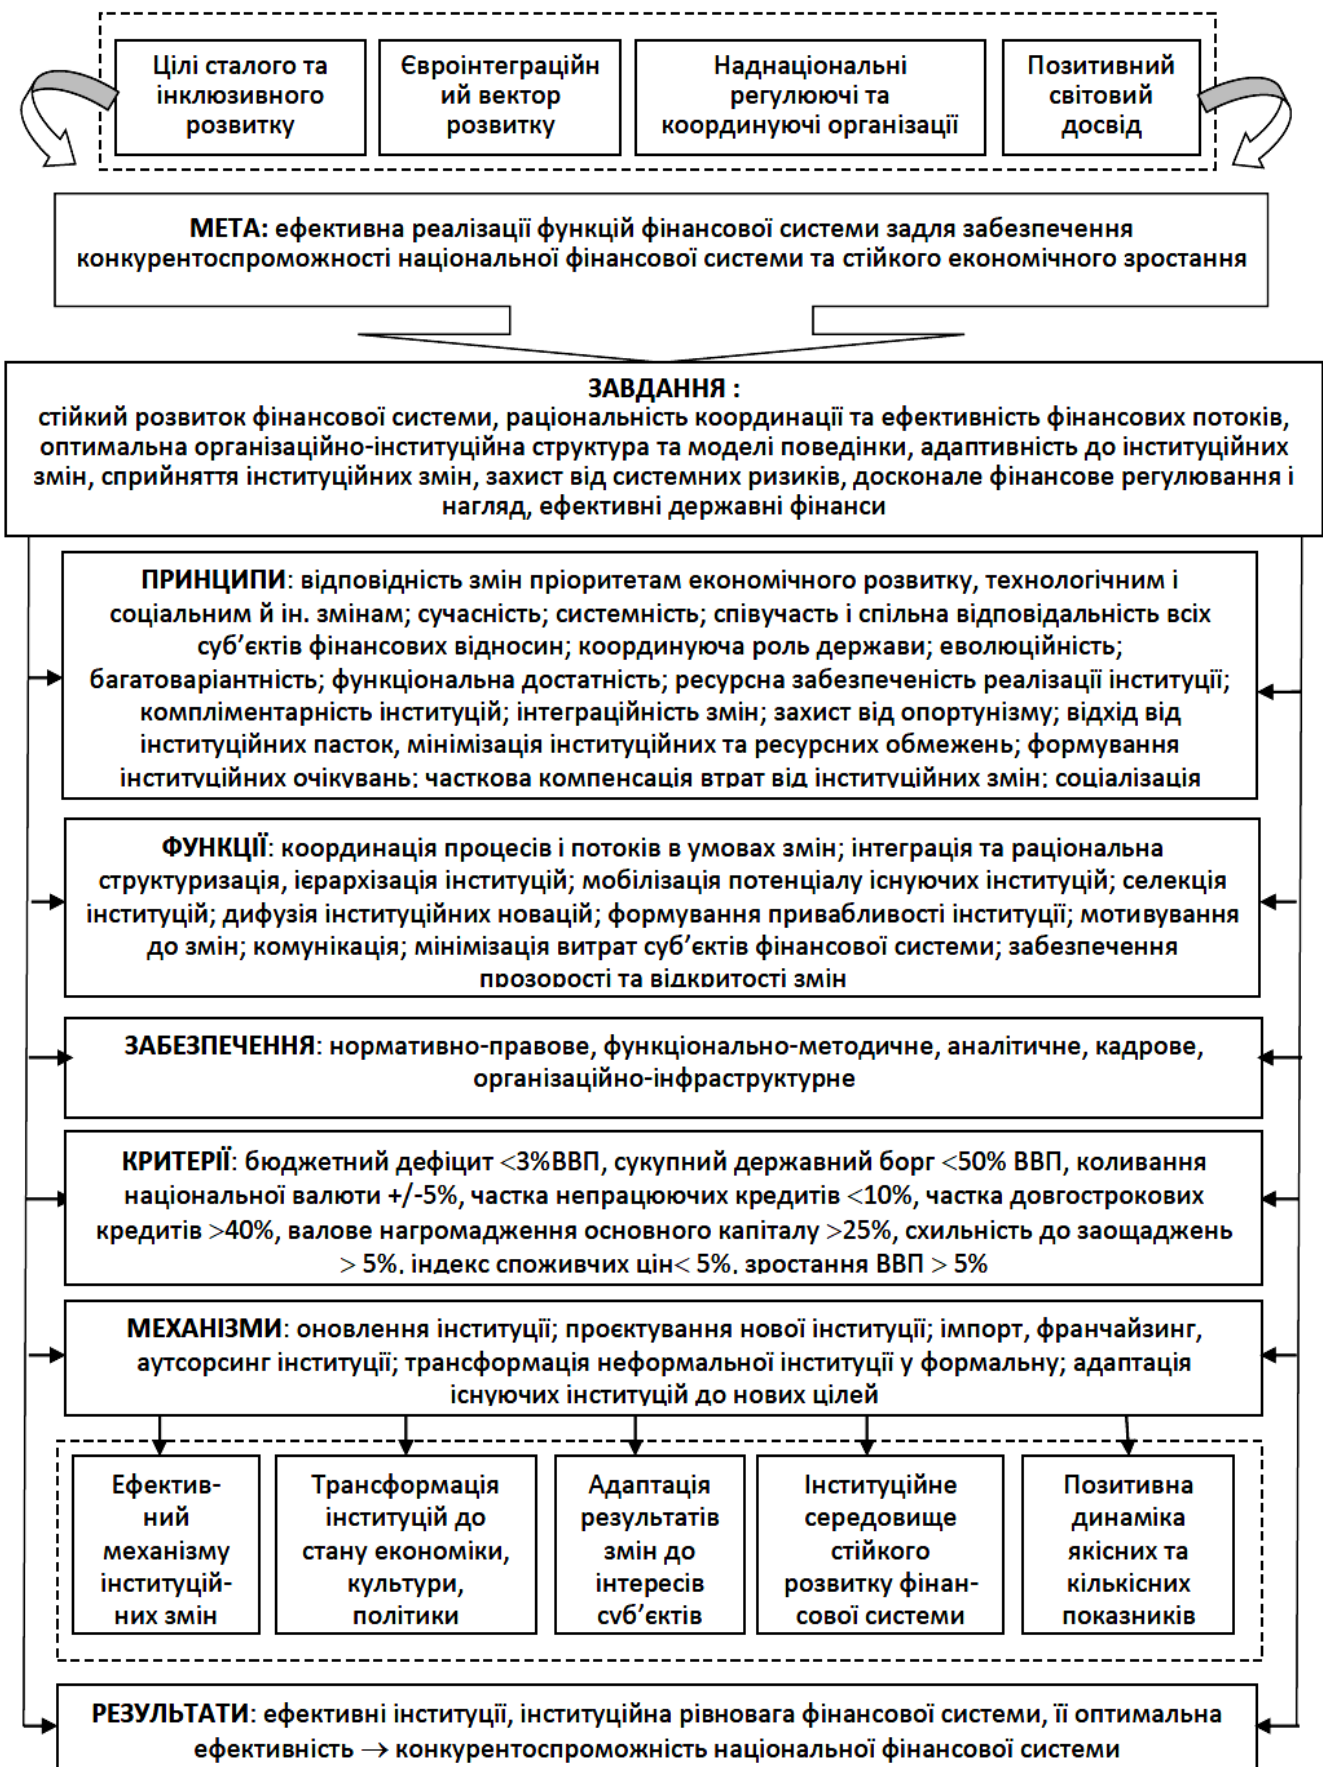 Цілі сталого та
інклюзивного
розвитку
Євроінтеграційн
ий вектор
розвитку
Наднаціональні
регулюючі та
координуючі організації
Позитивний
світовий
досвід
МЕТА: ефективна реалізації функцій фінансової системи задля забезпечення
конкурентоспроможності національної фінансової системи та стійкого економічного зростання
ЗАВДАННЯ :
стійкий розвиток фінансової системи, раціональність координації та ефективність фінансових потоків,
оптимальна організаційно-інституційна структура та моделі поведінки, адаптивність до інституційних
змін, сприйняття інституційних змін, захист від системних ризиків, досконале фінансове регулювання і
нагляд, ефективні державні фінанси
ПРИНЦИПИ: відповідність змін пріоритетам економічного розвитку, технологічним і
соціальним й ін. змінам; сучасність; системність; співучасть і спільна відповідальність всіх
суб’єктів фінансових відносин; координуюча роль держави; еволюційність;
багатоваріантність; функціональна достатність; ресурсна забезпеченість реалізації інституції;
компліментарність інституцій; інтеграційність змін; захист від опортунізму; відхід від
інституційних пасток, мінімізація інституційних та ресурсних обмежень; формування
інституційних очікувань; часткова компенсація втрат від інституційних змін; соціалізація
ФУНКЦІЇ: координація процесів і потоків в умовах змін; інтеграція та раціональна
структуризація, ієрархізація інституцій; мобілізація потенціалу існуючих інституцій; селекція
інституцій; дифузія інституційних новацій; формування привабливості інституції; мотивування
до змін; комунікація; мінімізація витрат суб’єктів фінансової системи; забезпечення
прозорості та відкритості змін
ЗАБЕЗПЕЧЕННЯ: нормативно-правове, функціонально-методичне, аналітичне, кадрове,
організаційно-інфраструктурне
КРИТЕРІЇ: бюджетний дефіцит <3%ВВП, сукупний державний борг <50% ВВП, коливання
національної валюти +/-5%, частка непрацюючих кредитів <10%, частка довгострокових
кредитів >40%, валове нагромадження основного капіталу >25%, схильність до заощаджень
> 5%, індекс споживчих цін< 5%, зростання ВВП > 5%
МЕХАНІЗМИ: оновлення інституції; проєктування нової інституції; імпорт, франчайзинг,
аутсорсинг інституції; трансформація неформальної інституції у формальну; адаптація
існуючих інституцій до нових цілей
Ефектив-
ний
механізму
інституцій-
них змін
Трансформація
інституцій до
стану економіки,
культури,
політики
Адаптація
результатів
змін до
інтересів
суб’єктів
Інституційне
середовище
стійкого
розвитку фінан-
сової системи
Позитивна
динаміка
якісних та
кількісних
показників
РЕЗУЛЬТАТИ: ефективні інституції, інституційна рівновага фінансової системи, її оптимальна
ефективність → конкурентоспроможність національної фінансової системи